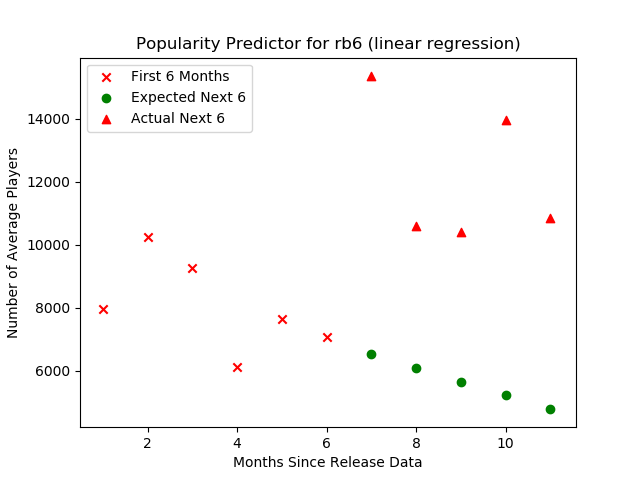 Popularity Predictor for rb6 (linear regression)
First 6 Months
Expected Next 6
Actual Next 6
14000
12000
10000
8000
6000
Number of Average Players
2
4
6
8
10
Months Since Release Data